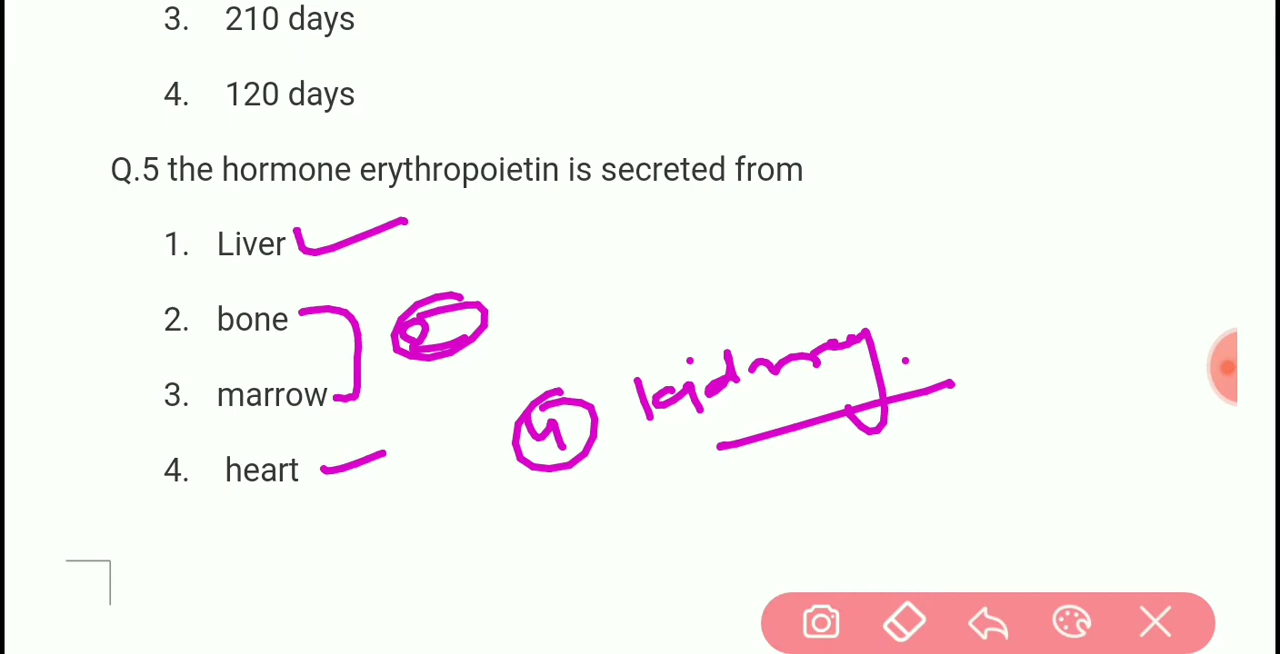 3. 210 days
4. 120 days
Q.5 the hormone erythropoietin is secreted from
1. Liver
2. bone
3. marrow
4. heart
4 kidney.